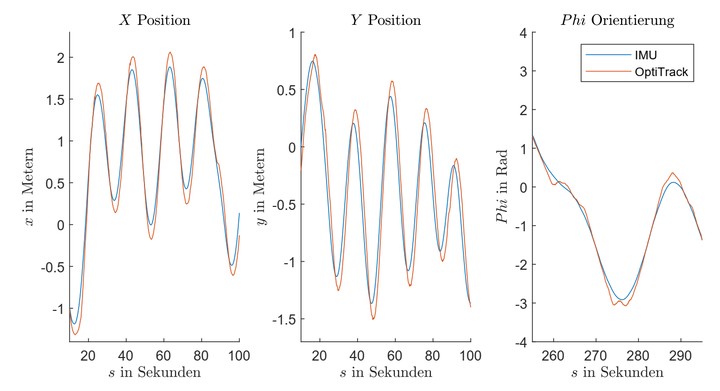 X Position
2
1.5
1
0.5
0
-0.5
-1
x in Metern
20 40 60 80 100
s in Sekunden
Y Position
1
0.5
0
-0.5
-1
-1.5
y in Metern
20 40 60 80 100
s in Sekunden
Phi Orientierung
IMU
OptiTrack
4
3
2
1
0
-1
-2
-3
-4
Phi in Rad
260 270 280 290
s in Sekunden